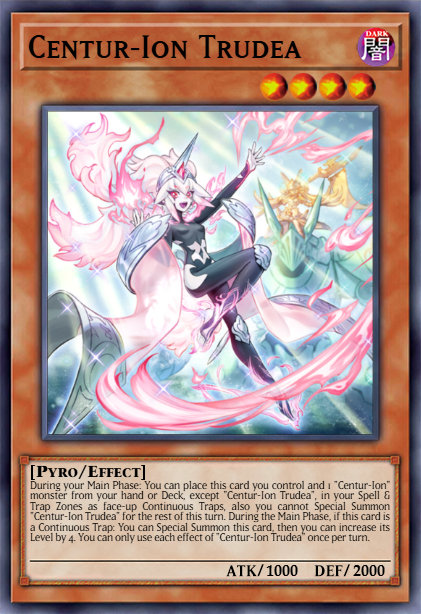 Centur-Ion Trudea
DARK
闇
[Pyro/Effect]
During your Main Phase: You can place this card you control and 1 "Centur-Ion"
monster from your hand or Deck, except "Centur-Ion Trudea", in your Spell &
Trap Zones as face-up Continuous Traps, also you cannot Special Summon
"Centur-Ion Trudea" for the rest of this turn. During the Main Phase, if this card is
a Continuous Trap: You can Special Summon this card, then you can increase its
Level by 4. You can only use each effect of "Centur-Ion Trudea" once per turn.
ATK/1000 DEF/2000